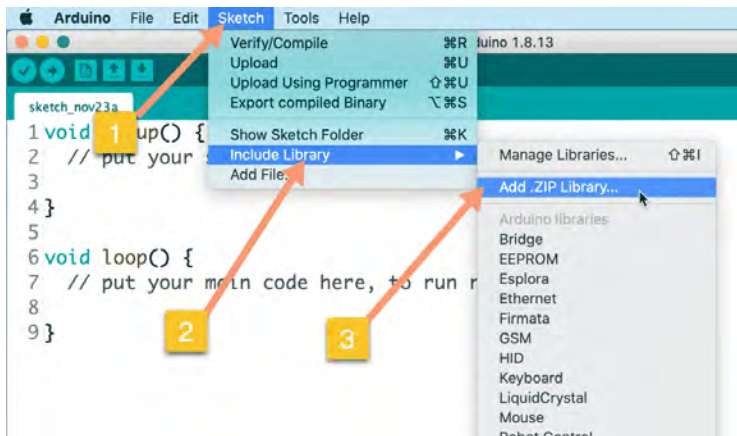 Arduino File Edit Sketch Tools Help
1.8.13
sketch_nov23a
Verify/Compile ⌘R
Upload ⌘U
Upload Using Programmer ⇧⌘U
Export compiled Binary ⌥⌘S
Show Sketch Folder ⌘K
Include Library ▶
Add
Manage Libraries... ⇧⌘I
Add .ZIP Library...
Arduino libraries
Bridge
EEPROM
Esplora
Ethernet
Firmata
GSM
HID
Keyboard
LiquidCrystal
Mouse
1 void up() {
2 // put your
3
4 }
5
6 void loop() {
7 // put your main code here, to run
8
9 }
1
2
3